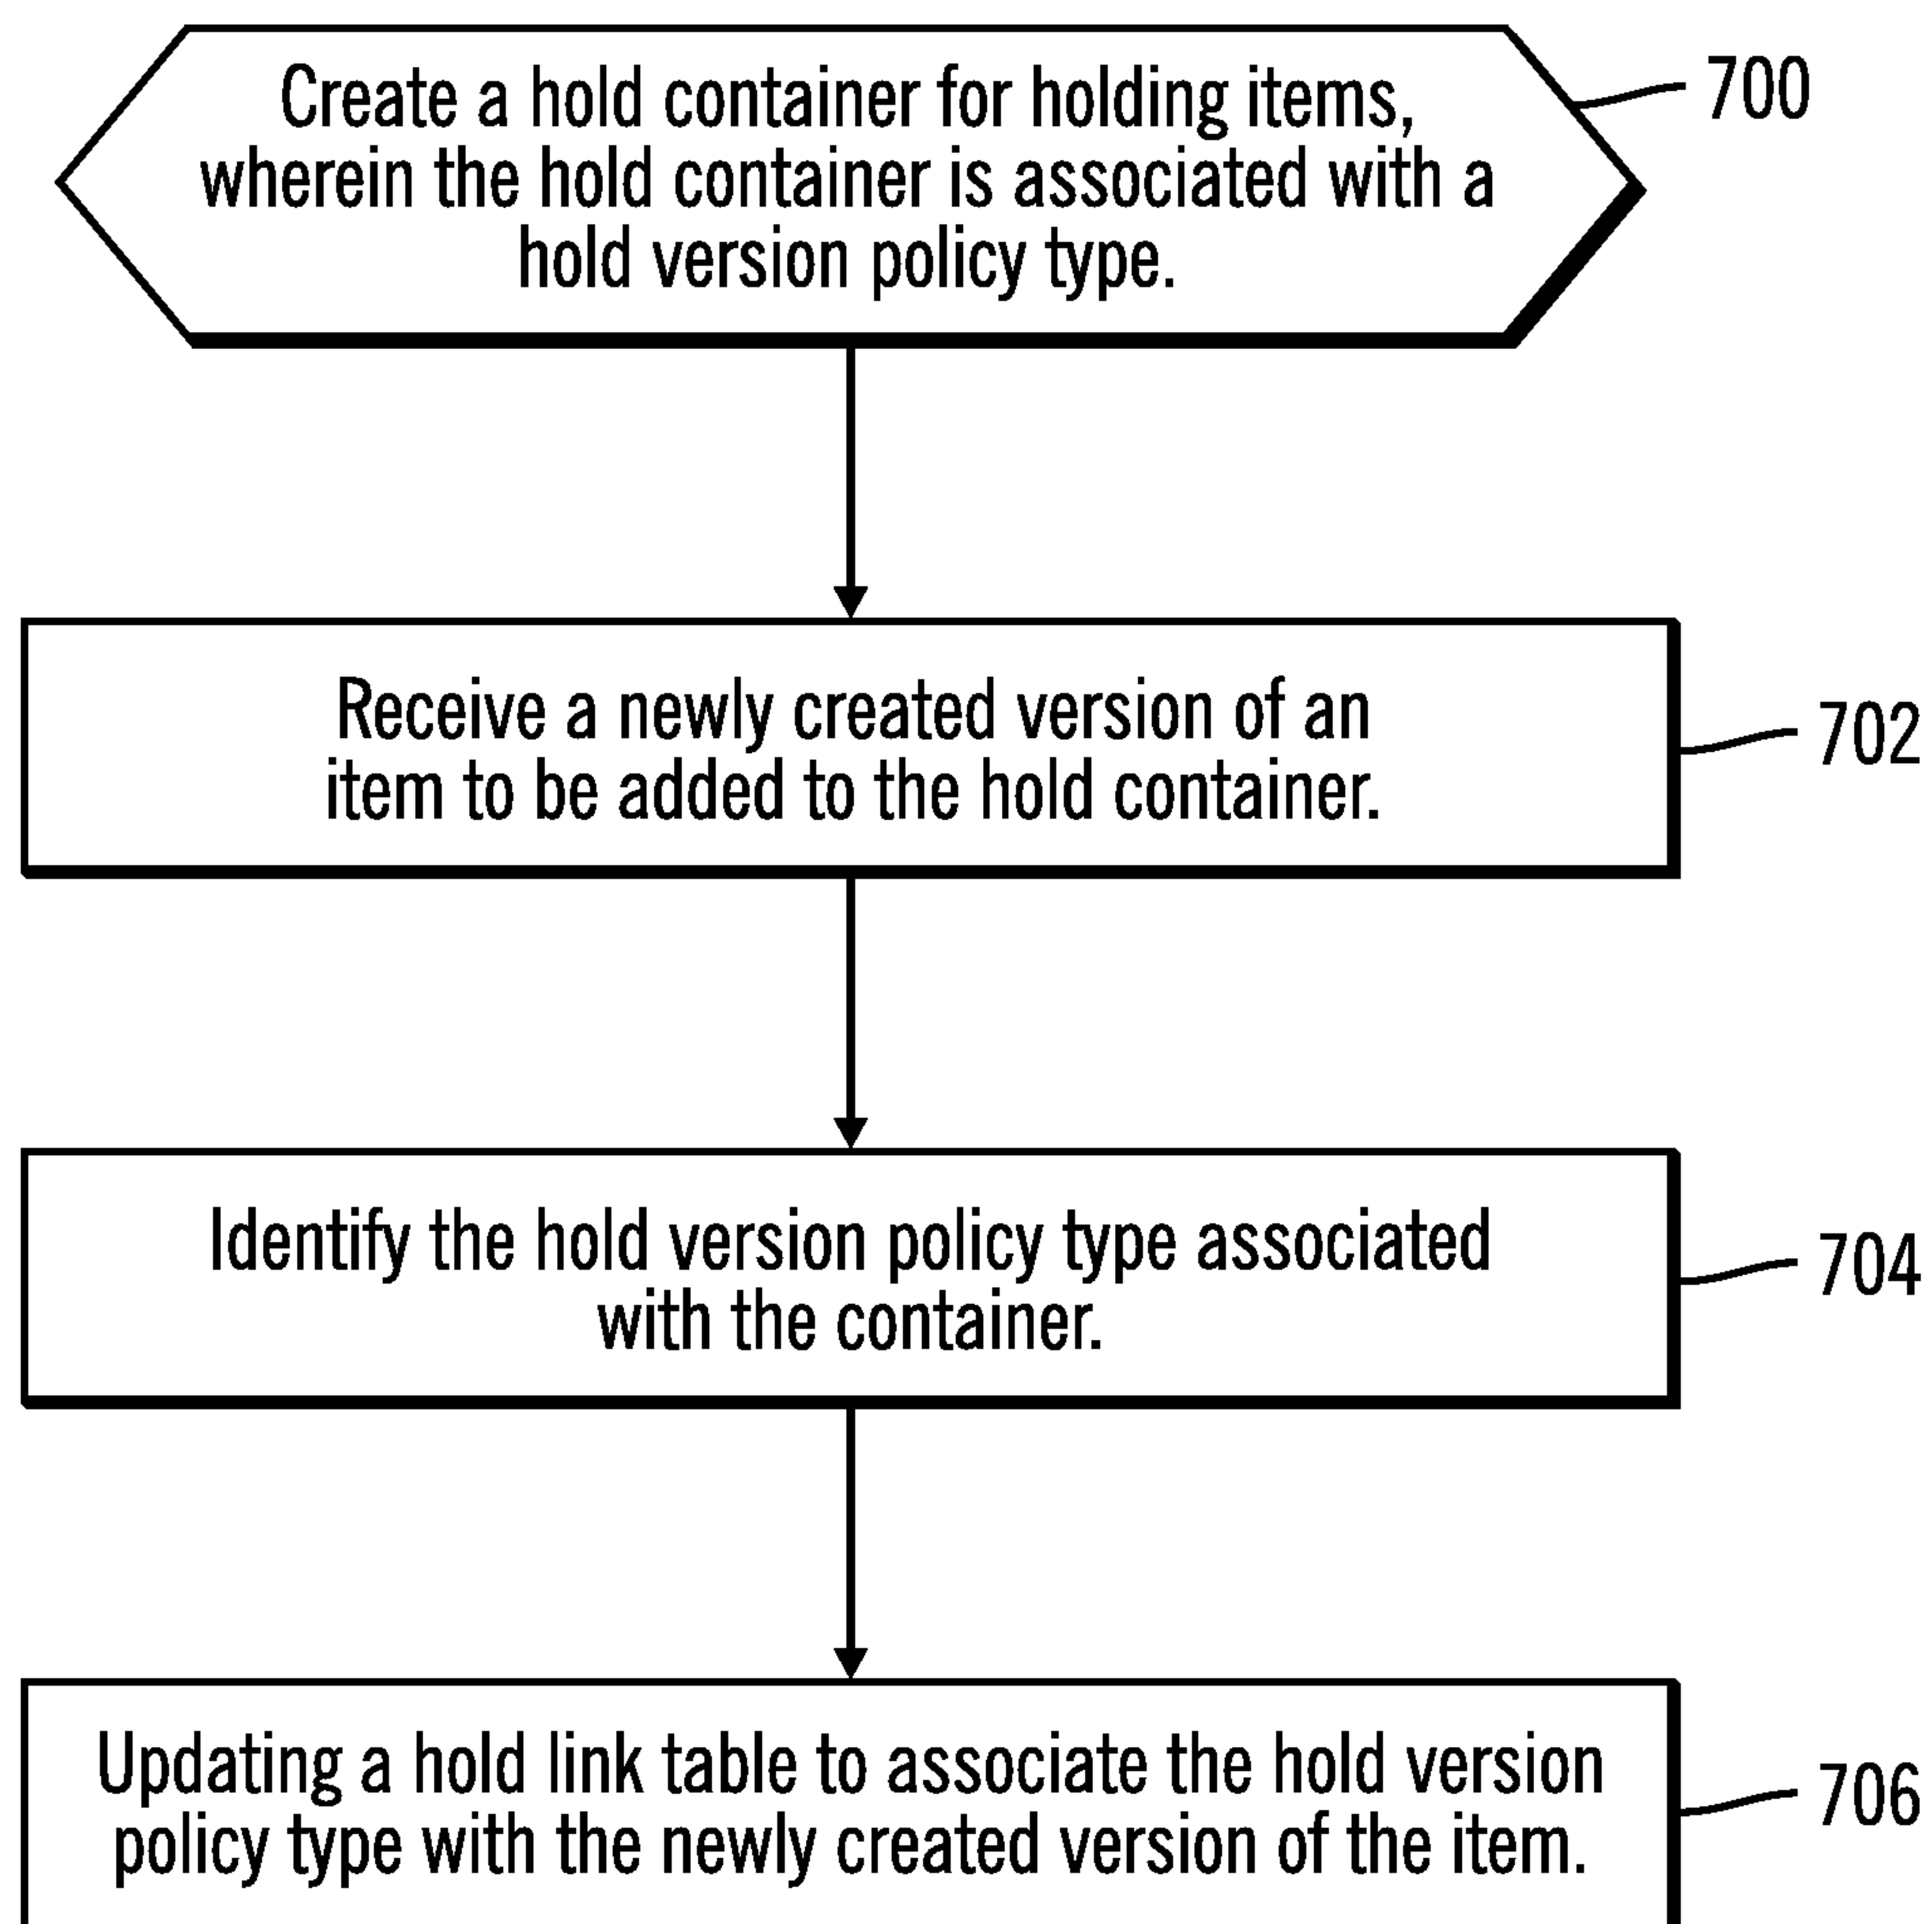 Create a hold container for holding items,
wherein the hold container is associated with a
hold version policy type.
700
Receive a newly created version of an
item to be added to the hold container.
702
Identify the hold version policy type associated
with the container.
704
Updating a hold link table to associate the hold version
policy type with the newly created version of the item.
706